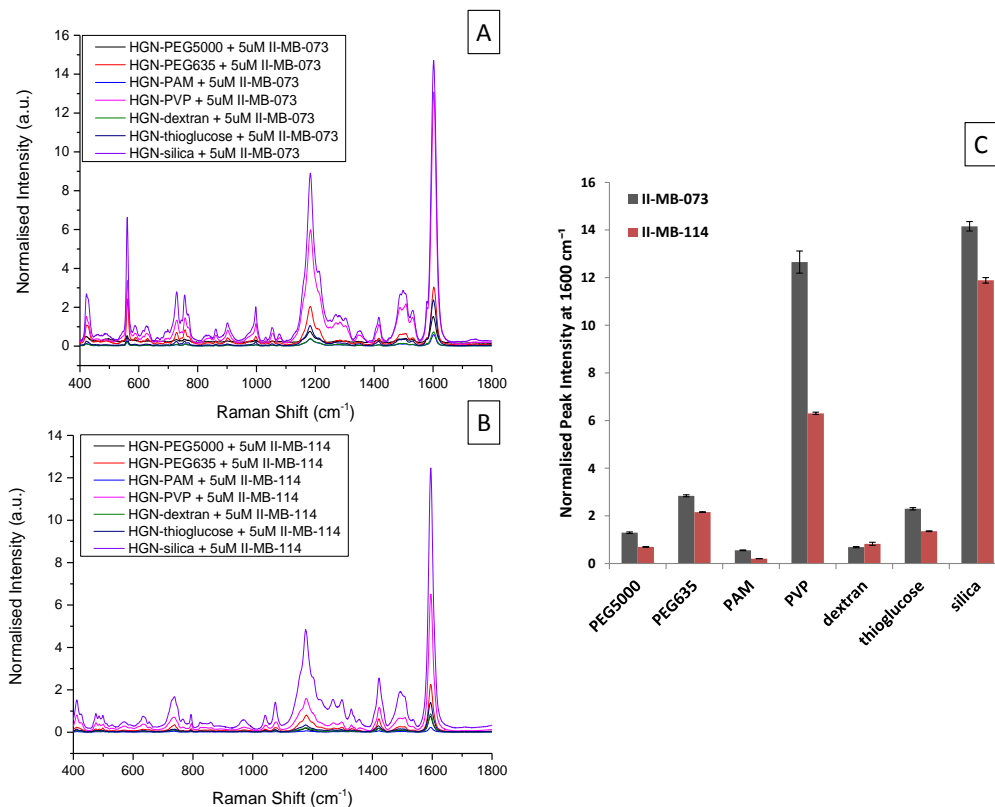 A
16
14
12
10
8
6
4
2
0
Normalised Intensity (a.u.)
HGN-PEG5000 + 5uM II-MB-073
HGN-PEG635 + 5uM II-MB-073
HGN-PAM + 5uM II-MB-073
HGN-PVP + 5uM II-MB-073
HGN-dextran + 5uM II-MB-073
HGN-thioglucose + 5uM II-MB-073
HGN-silica + 5uM II-MB-073
400 600 800 1000 1200 1400 1600 1800
Raman Shift (cm⁻¹)
B
14
12
10
8
6
4
2
0
Normalised Intensity (a.u.)
HGN-PEG5000 + 5uM II-MB-114
HGN-PEG635 + 5uM II-MB-114
HGN-PAM + 5uM II-MB-114
HGN-PVP + 5uM II-MB-114
HGN-dextran + 5uM II-MB-114
HGN-thioglucose + 5uM II-MB-114
HGN-silica + 5uM II-MB-114
400 600 800 1000 1200 1400 1600 1800
Raman Shift (cm⁻¹)
C
Normalised Peak Intensity at 1600 cm⁻¹
16
14
12
10
8
6
4
2
0
II-MB-073
II-MB-114
PEG5000
PEG635
PAM
PVP
dextran
thioglucose
silica